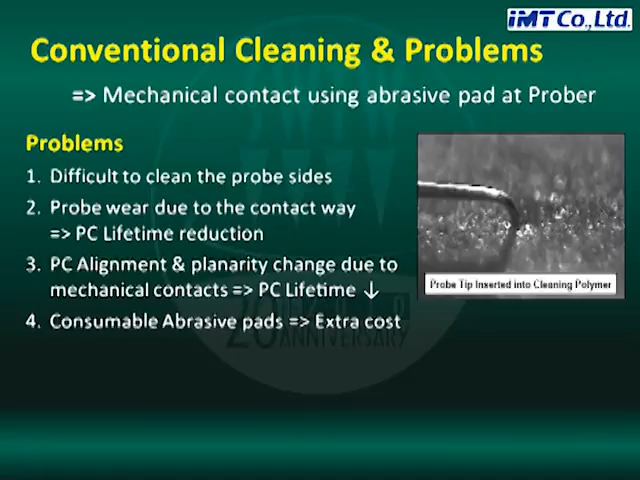 iMT Co., Ltd.
Conventional Cleaning & Problems
=> Mechanical contact using abrasive pad at Prober
Problems
1. Difficult to clean the probe sides
2. Probe wear due to the contact way
=> PC Lifetime reduction
3. PC Alignment & planarity change due to
mechanical contacts => PC Lifetime ↓
4. Consumable Abrasive pads => Extra cost
Probe Tip Inserted into Cleaning Polymer
ANNIVERSARY